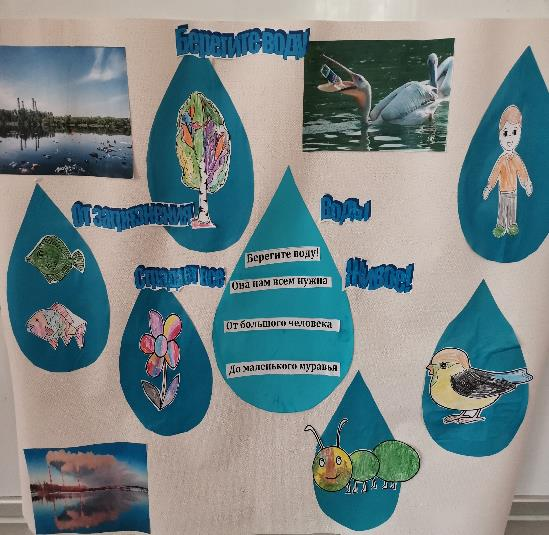 Берегите воду!
От загрязнения!
Воды
Страдает все
Живое!
Берегите воду!
Она нам всем нужна
От большого человека
До маленького муравья